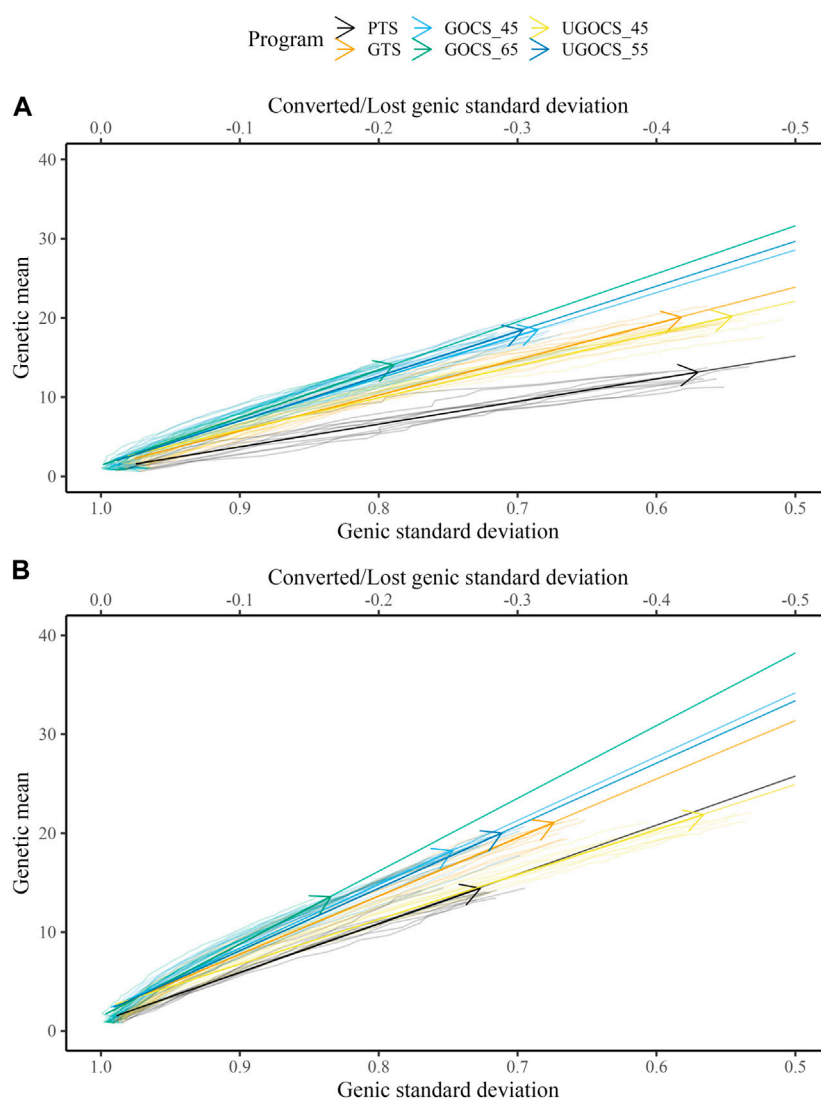 Program PTS GOCS_45 UGOCS_45
GTS GOCS_65 UGOCS_55
A
Converted/Lost genic standard deviation
0.0 -0.1 -0.2 -0.3 -0.4 -0.5
40
30
20
10
0
Genetic mean
1.0 0.9 0.8 0.7 0.6 0.5
Genic standard deviation
B
Converted/Lost genic standard deviation
0.0 -0.1 -0.2 -0.3 -0.4 -0.5
40
30
20
10
0
Genetic mean
1.0 0.9 0.8 0.7 0.6 0.5
Genic standard deviation